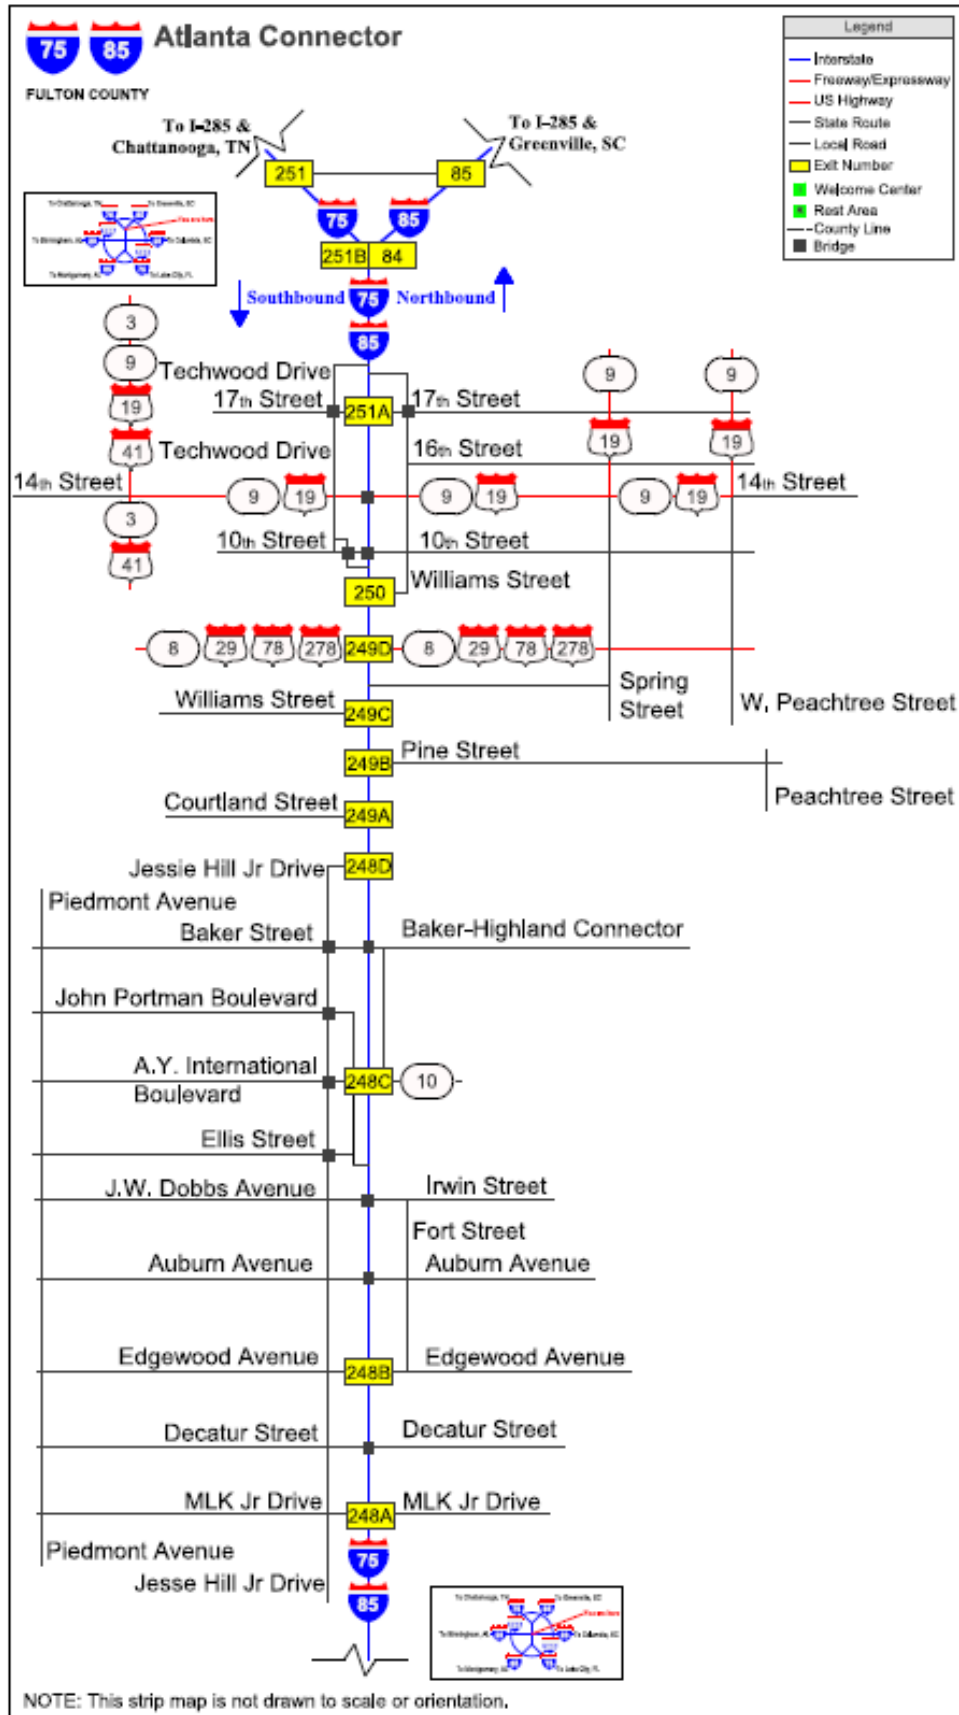 75 85 Atlanta Connector
FULTON COUNTY
Legend
Interstate
Freeway/Expressway
US Highway
State Route
Local Road
Exit Number
Welcome Center
Rest Area
County Line
Bridge
To I-285 &
Chattanooga, TN
To I-285 &
Greenville, SC
251 85
75 85
251B 84
Southbound 75 Northbound
85
3
9
19
41
3
41
Techwood Drive
17th Street 251A 17th Street
9 9
19 19
Techwood Drive
16th Street
14th Street 9 19 9 19 9 19 14th Street
10th Street 10th Street
250 Williams Street
8 29 78 278 249D 8 29 78 278
Spring
Street
W. Peachtree Street
Williams Street 249C
249B Pine Street
Peachtree Street
Courtland Street 249A
Jessie Hill Jr Drive 248D
Piedmont Avenue
Baker Street Baker-Highland Connector
John Portman Boulevard
A.Y. International
Boulevard
248C 10
Ellis Street
J.W. Dobbs Avenue Irwin Street
Fort Street
Auburn Avenue Auburn Avenue
Edgewood Avenue 248B Edgewood Avenue
Decatur Street Decatur Street
MLK Jr Drive 248A MLK Jr Drive
Piedmont Avenue 75
Jesse Hill Jr Drive 85
NOTE: This strip map is not drawn to scale or orientation.